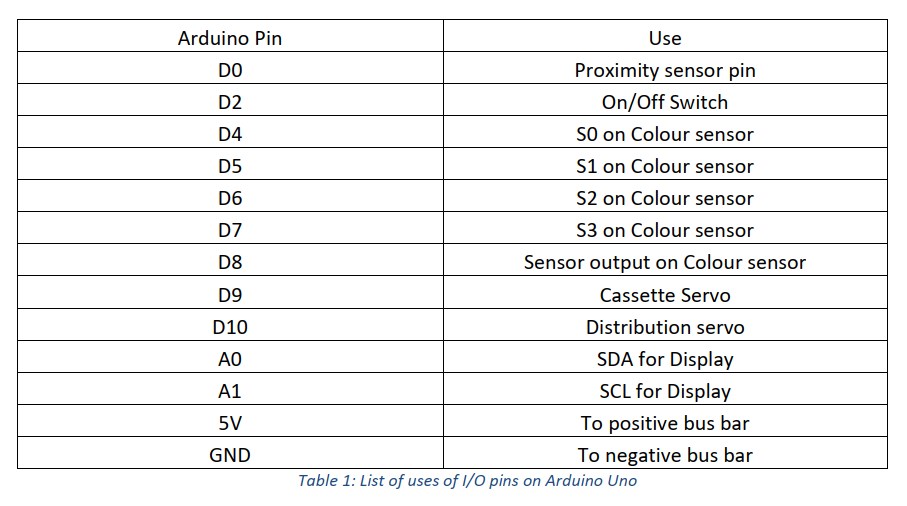 Arduino Pin Use
D0 Proximity sensor pin
D2 On/Off Switch
D4 S0 on Colour sensor
D5 S1 on Colour sensor
D6 S2 on Colour sensor
D7 S3 on Colour sensor
D8 Sensor output on Colour sensor
D9 Cassette Servo
D10 Distribution servo
A0 SDA for Display
A1 SCL for Display
5V To positive bus bar
GND To negative bus bar
Table 1: List of uses of I/O pins on Arduino Uno